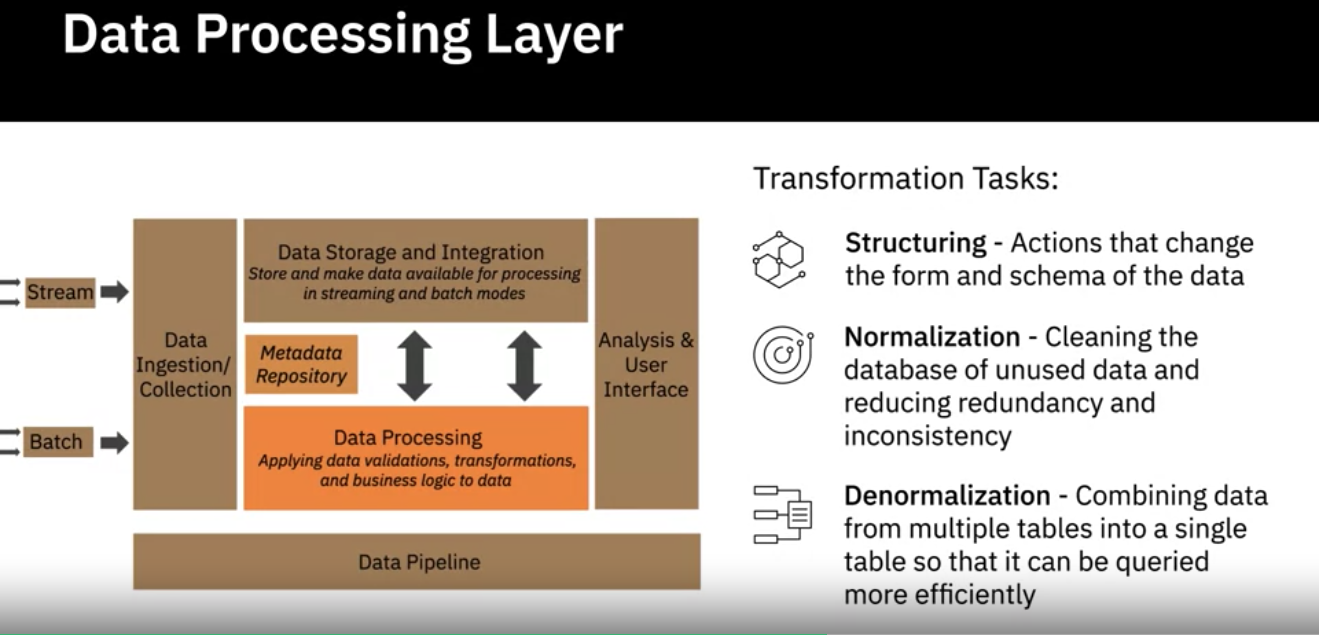 Data Processing Layer
Stream
Batch
Data
Ingestion/
Collection
Data Storage and Integration
Store and make data available for processing
in streaming and batch modes
Metadata
Repository
Data Processing
Applying data validations, transformations,
and business logic to data
Analysis &
User
Interface
Data Pipeline
Transformation Tasks:
Structuring - Actions that change
the form and schema of the data
Normalization - Cleaning the
database of unused data and
reducing redundancy and
inconsistency
Denormalization - Combining data
from multiple tables into a single
table so that it can be queried
more efficiently